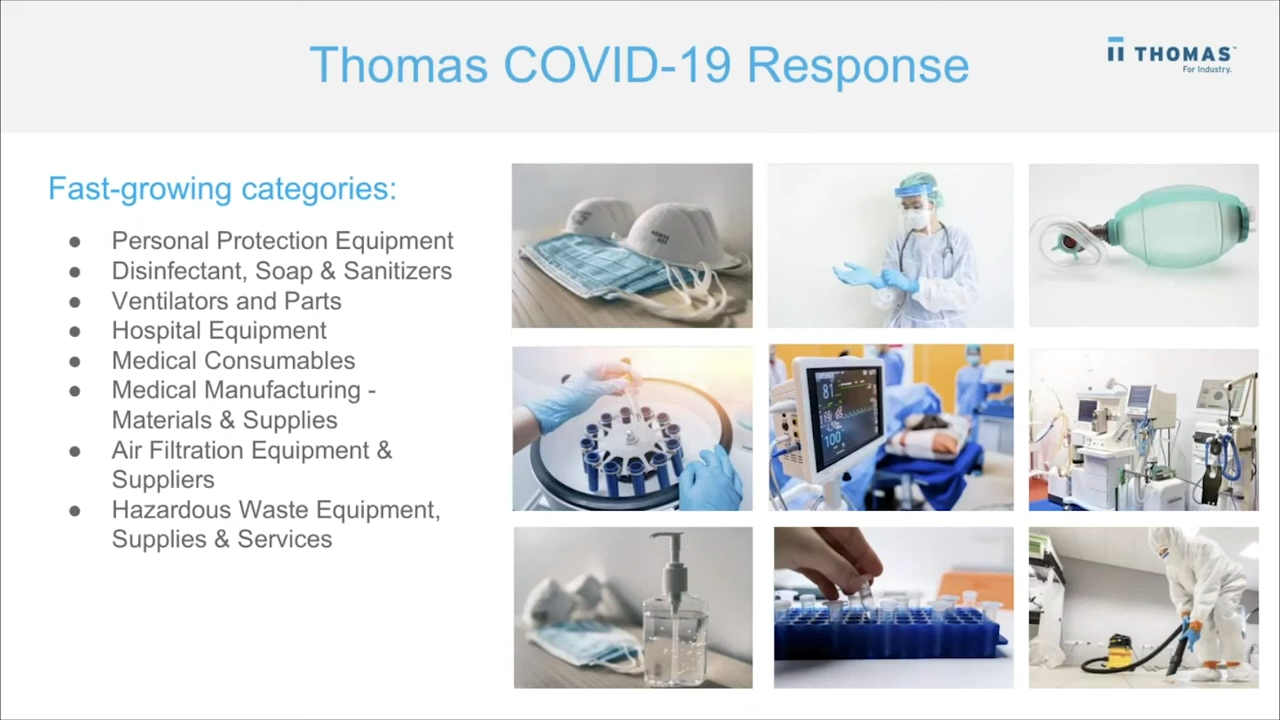 Thomas COVID-19 Response
THOMAS™
For Industry.
Fast-growing categories:
● Personal Protection Equipment
● Disinfectant, Soap & Sanitizers
● Ventilators and Parts
● Hospital Equipment
● Medical Consumables
● Medical Manufacturing -
Materials & Supplies
● Air Filtration Equipment &
Suppliers
● Hazardous Waste Equipment,
Supplies & Services
81
100